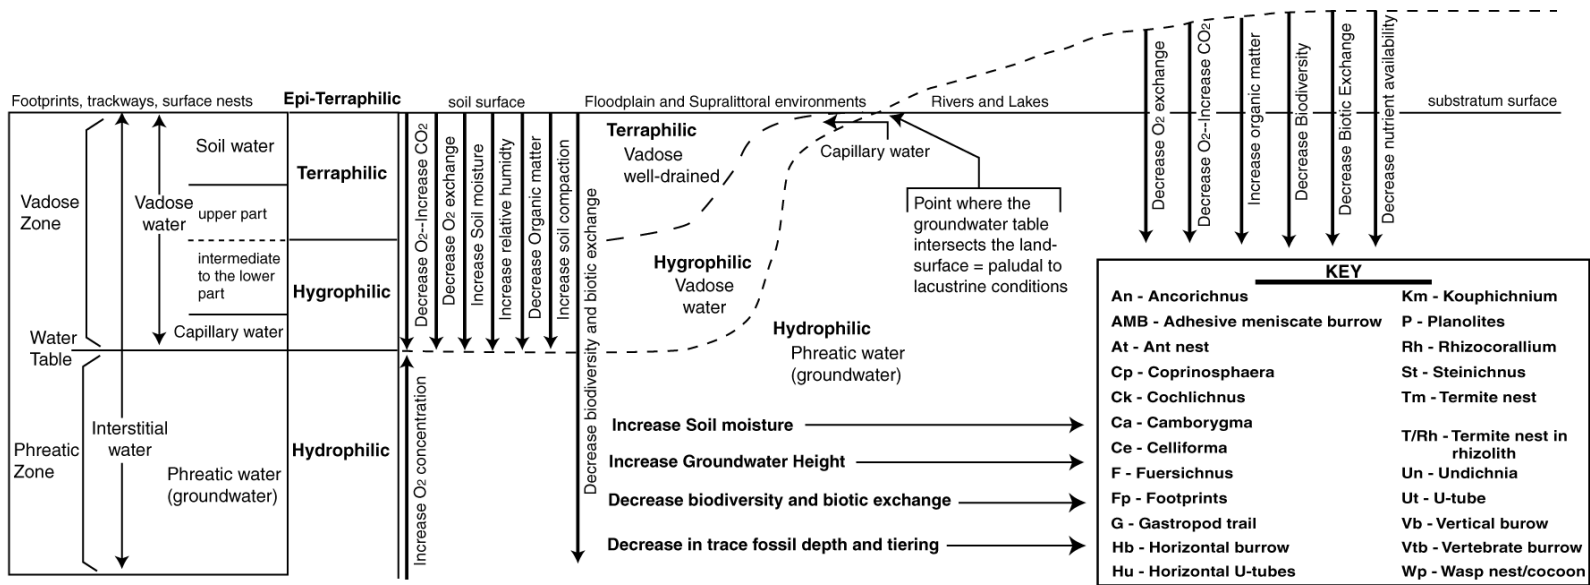 Footprints, trackways, surface nests
Epi-Terraphilic
soil surface
Floodplain and Supralittoral environments
Rivers and Lakes
substratum surface
Vadose
Zone
Water
Table
Phreatic
Zone
Interstitial
water
Vadose
water
Soil water
upper part
intermediate
to the lower
part
Capillary water
Phreatic water
(groundwater)
Terraphilic
Hygrophilic
Hydrophilic
Decrease O2--Increase CO2
Decrease O2 exchange
Increase Soil moisture
Increase relative humidty
Decrease Organic matter
Increase soil compaction
Decrease biodiversity and biotic exchange
Increase O2 concentration
Terraphilic
Vadose
well-drained
Capillary water
Hygrophilic
Vadose
water
Point where the
groundwater table
intersects the land-
surface = paludal to
lacustrine conditions
Hydrophilic
Phreatic water
(groundwater)
Increase Soil moisture
Increase Groundwater Height
Decrease biodiversity and biotic exchange
Decrease in trace fossil depth and tiering
Decrease O2 exchange
Decrease O2--Increase CO2
Increase organic matter
Decrease Biodiversity
Decrease Biotic Exchange
Decrease nutrient availability
KEY
An - Ancorichnus
AMB - Adhesive meniscate burrow
At - Ant nest
Cp - Coprinosphaera
Ck - Cochlichnus
Ca - Camborygma
Ce - Celliforma
F - Fuersichnus
Fp - Footprints
G - Gastropod trail
Hb - Horizontal burrow
Hu - Horizontal U-tubes
Km - Kouphichnium
P - Planolites
Rh - Rhizocorallium
St - Steinichnus
Tm - Termite nest
T/Rh - Termite nest in
rhizolith
Un - Undichnia
Ut - U-tube
Vb - Vertical burow
Vtb - Vertebrate burrow
Wp - Wasp nest/cocoon